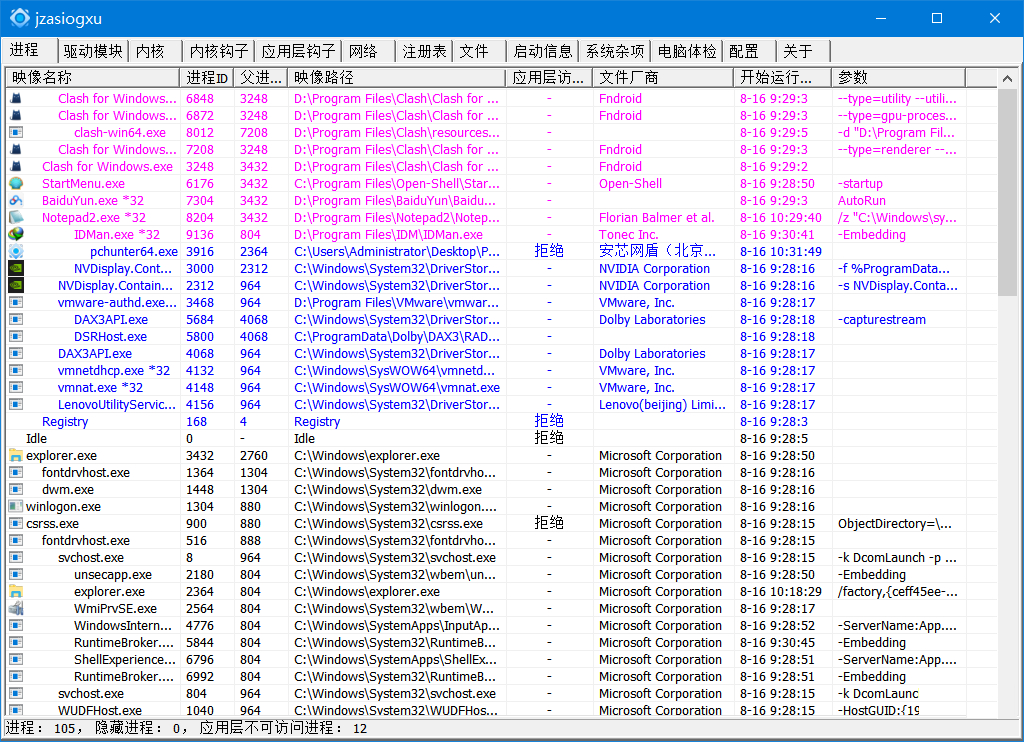 jzasiogxu
进程 驱动模块 内核 内核钩子 应用层钩子 网络 注册表 文件 启动信息 系统杂项 电脑体检 配置 关于
映像名称 进程ID 父进... 映像路径 应用层访... 文件厂商 开始运行... 参数
Clash for Windows... 6848 3248 D:\Program Files\Clash\Clash for ... - Fndroid 8-16 9:29:3 --type=utility --utili...
Clash for Windows... 6872 3248 D:\Program Files\Clash\Clash for ... - Fndroid 8-16 9:29:3 --type=gpu-proces...
clash-win64.exe 8012 7208 D:\Program Files\Clash\resources... - 8-16 9:29:5 -d "D:\Program Fil...
Clash for Windows... 7208 3248 D:\Program Files\Clash\Clash for ... - Fndroid 8-16 9:29:3 --type=renderer --...
Clash for Windows.exe 3248 3432 D:\Program Files\Clash\Clash for ... - Fndroid 8-16 9:29:2
StartMenu.exe 6176 3432 C:\Program Files\Open-Shell\Star... - Open-Shell 8-16 9:28:50 -startup
BaiduYun.exe *32 7304 3432 D:\Program Files\BaiduYun\Baidu... - 8-16 9:29:3 AutoRun
Notepad2.exe *32 8204 3432 D:\Program Files\Notepad2\Notep... - Florian Balmer et al. 8-16 10:29:40 /z "C:\Windows\sy...
IDMan.exe *32 9136 804 D:\Program Files\IDM\IDMan.exe - Tonec Inc. 8-16 9:30:41 -Embedding
pchunter64.exe 3916 2364 C:\Users\Administrator\Desktop\P... 拒绝 安芯网盾（北京... 8-16 10:31:49
NVDisplay.Cont... 3000 2312 C:\Windows\System32\DriverStor... - NVIDIA Corporation 8-16 9:28:16 -f %ProgramData...
NVDisplay.Contain... 2312 964 C:\Windows\System32\DriverStor... - NVIDIA Corporation 8-16 9:28:16 -s NVDisplay.Conta...
vmware-authd.exe... 3468 964 D:\Program Files\VMware\vmwar... - VMware, Inc. 8-16 9:28:17
DAX3API.exe 5684 4068 C:\Windows\System32\DriverStor... - Dolby Laboratories 8-16 9:28:18 -capturestream
DSRHost.exe 5800 4068 C:\ProgramData\Dolby\DAX3\RAD... - 8-16 9:28:18
DAX3API.exe 4068 964 C:\Windows\System32\DriverStor... - Dolby Laboratories 8-16 9:28:17
vmnetdhcp.exe *32 4132 964 C:\Windows\SysWOW64\vmnetd... - VMware, Inc. 8-16 9:28:17
vmnat.exe *32 4148 964 C:\Windows\SysWOW64\vmnat.exe - VMware, Inc. 8-16 9:28:17
LenovoUtilityServic... 4156 964 C:\Windows\System32\DriverStor... - Lenovo(beijing) Limi... 8-16 9:28:17
Registry 168 4 Registry 拒绝 8-16 9:28:3
Idle 0 - Idle 拒绝 8-16 9:28:5
explorer.exe 3432 2760 C:\Windows\explorer.exe - Microsoft Corporation 8-16 9:28:50
fontdrvhost.exe 1364 1304 C:\Windows\System32\fontdrvho... - Microsoft Corporation 8-16 9:28:16
dwm.exe 1448 1304 C:\Windows\System32\dwm.exe - Microsoft Corporation 8-16 9:28:16
winlogon.exe 1304 880 C:\Windows\System32\winlogon.... - Microsoft Corporation 8-16 9:28:16
csrss.exe 900 880 C:\Windows\System32\csrss.exe 拒绝 Microsoft Corporation 8-16 9:28:15 ObjectDirectory=\...
fontdrvhost.exe 516 888 C:\Windows\System32\fontdrvho... - Microsoft Corporation 8-16 9:28:15
svchost.exe 8 964 C:\Windows\System32\svchost.exe - Microsoft Corporation 8-16 9:28:15 -k DcomLaunch -p ...
unsecapp.exe 2180 804 C:\Windows\System32\wbem\un... - Microsoft Corporation 8-16 9:28:50 -Embedding
explorer.exe 2364 804 C:\Windows\explorer.exe - Microsoft Corporation 8-16 10:18:29 /factory,{ceff45ee-...
WmiPrvSE.exe 2564 804 C:\Windows\System32\wbem\W... - Microsoft Corporation 8-16 9:28:17
WindowsIntern... 4776 804 C:\Windows\SystemApps\InputAp... - Microsoft Corporation 8-16 9:28:52 -ServerName:App....
RuntimeBroker.... 5844 804 C:\Windows\System32\RuntimeB... - Microsoft Corporation 8-16 9:30:45 -Embedding
ShellExperience... 6796 804 C:\Windows\SystemApps\ShellEx... - Microsoft Corporation 8-16 9:28:51 -ServerName:App....
RuntimeBroker.... 6992 804 C:\Windows\System32\RuntimeB... - Microsoft Corporation 8-16 9:28:51 -Embedding
svchost.exe 804 964 C:\Windows\System32\svchost.exe - Microsoft Corporation 8-16 9:28:15 -k DcomLaunc
WUDFHost.exe 1040 964 C:\Windows\System32\WUDFHos... - Microsoft Corporation 8-16 9:28:15 -HostGUID:{19
进程: 105, 隐藏进程: 0, 应用层不可访问进程: 12